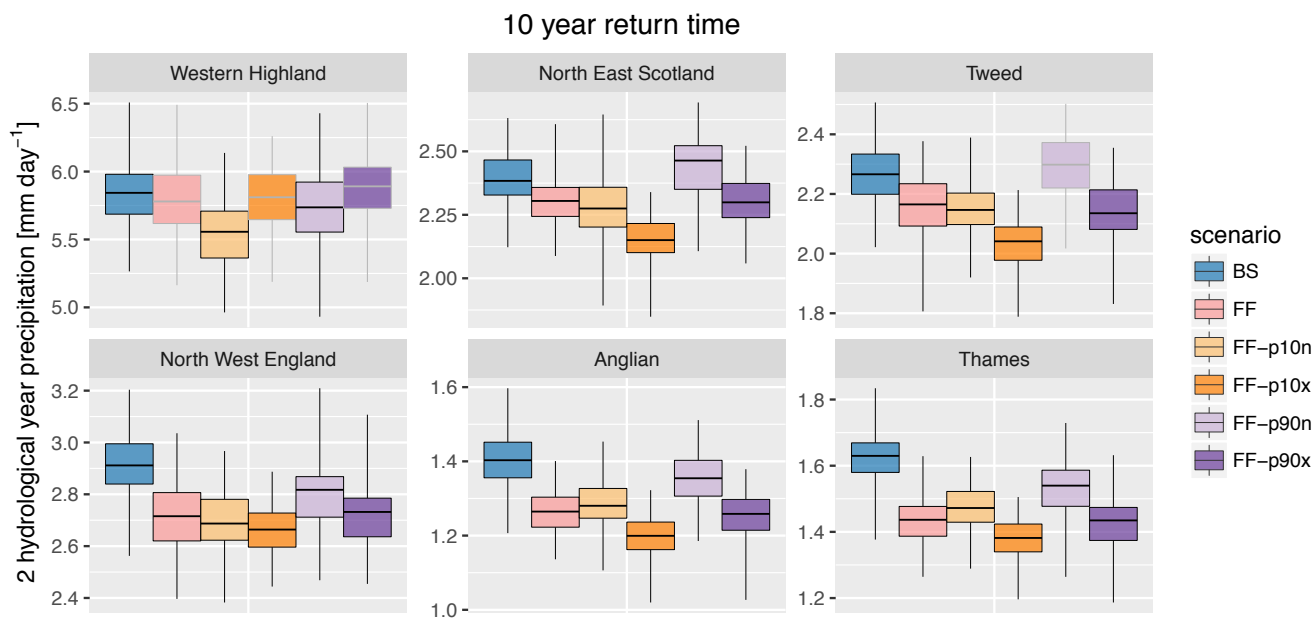 10 year return time
Western Highland
North East Scotland
Tweed
2 hydrological year precipitation [mm day⁻¹]
6.5
6.0
5.5
5.0
2.50
2.25
2.00
2.4
2.2
2.0
1.8
North West England
Anglian
Thames
3.2
3.0
2.8
2.6
2.4
1.6
1.4
1.2
1.0
1.8
1.6
1.4
1.2
scenario
BS
FF
FF−p10n
FF−p10x
FF−p90n
FF−p90x